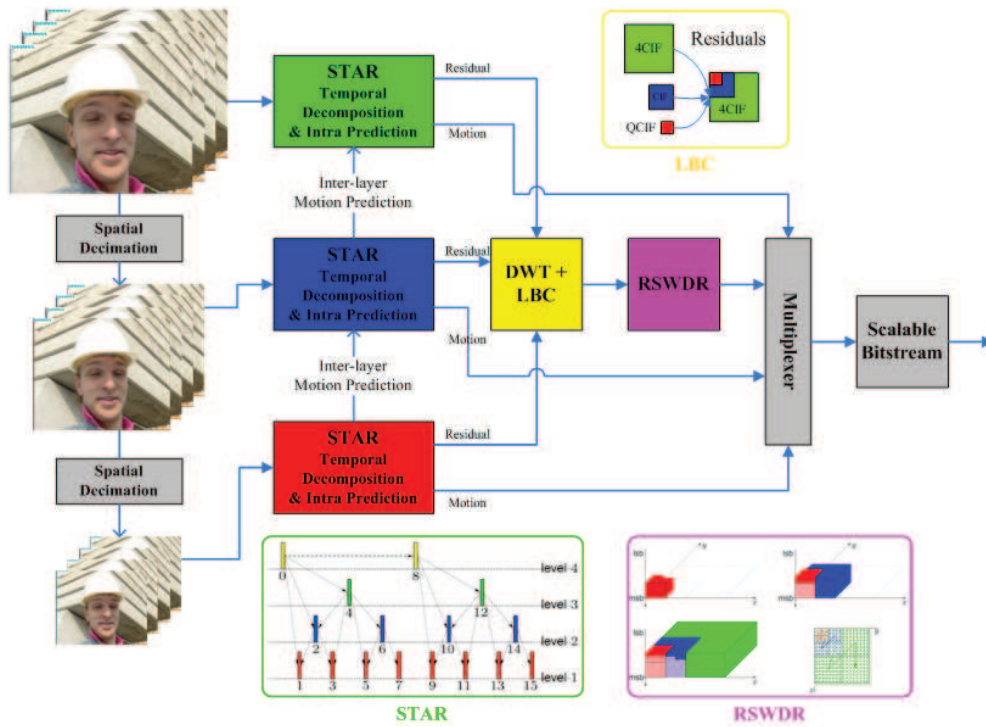 STAR
Temporal
Decomposition
& Intra Prediction
Residual
Motion
4CIF
Residuals
CIF
4CIF
QCIF
LBC
Inter-layer
Motion Prediction
Spatial
Decimation
STAR
Temporal
Decomposition
& Intra Prediction
Residual
Motion
DWT +
LBC
RSWDR
Multiplexer
Scalable
Bitstream
Inter-layer
Motion Prediction
Spatial
Decimation
STAR
Temporal
Decomposition
& Intra Prediction
Residual
Motion
0
8
level 4
4
12
level 3
2
6
10
14
level 2
1
3
5
7
9
11
13
15
level 1
STAR
lsb
msb
lsb
msb
lsb
msb
RSWDR